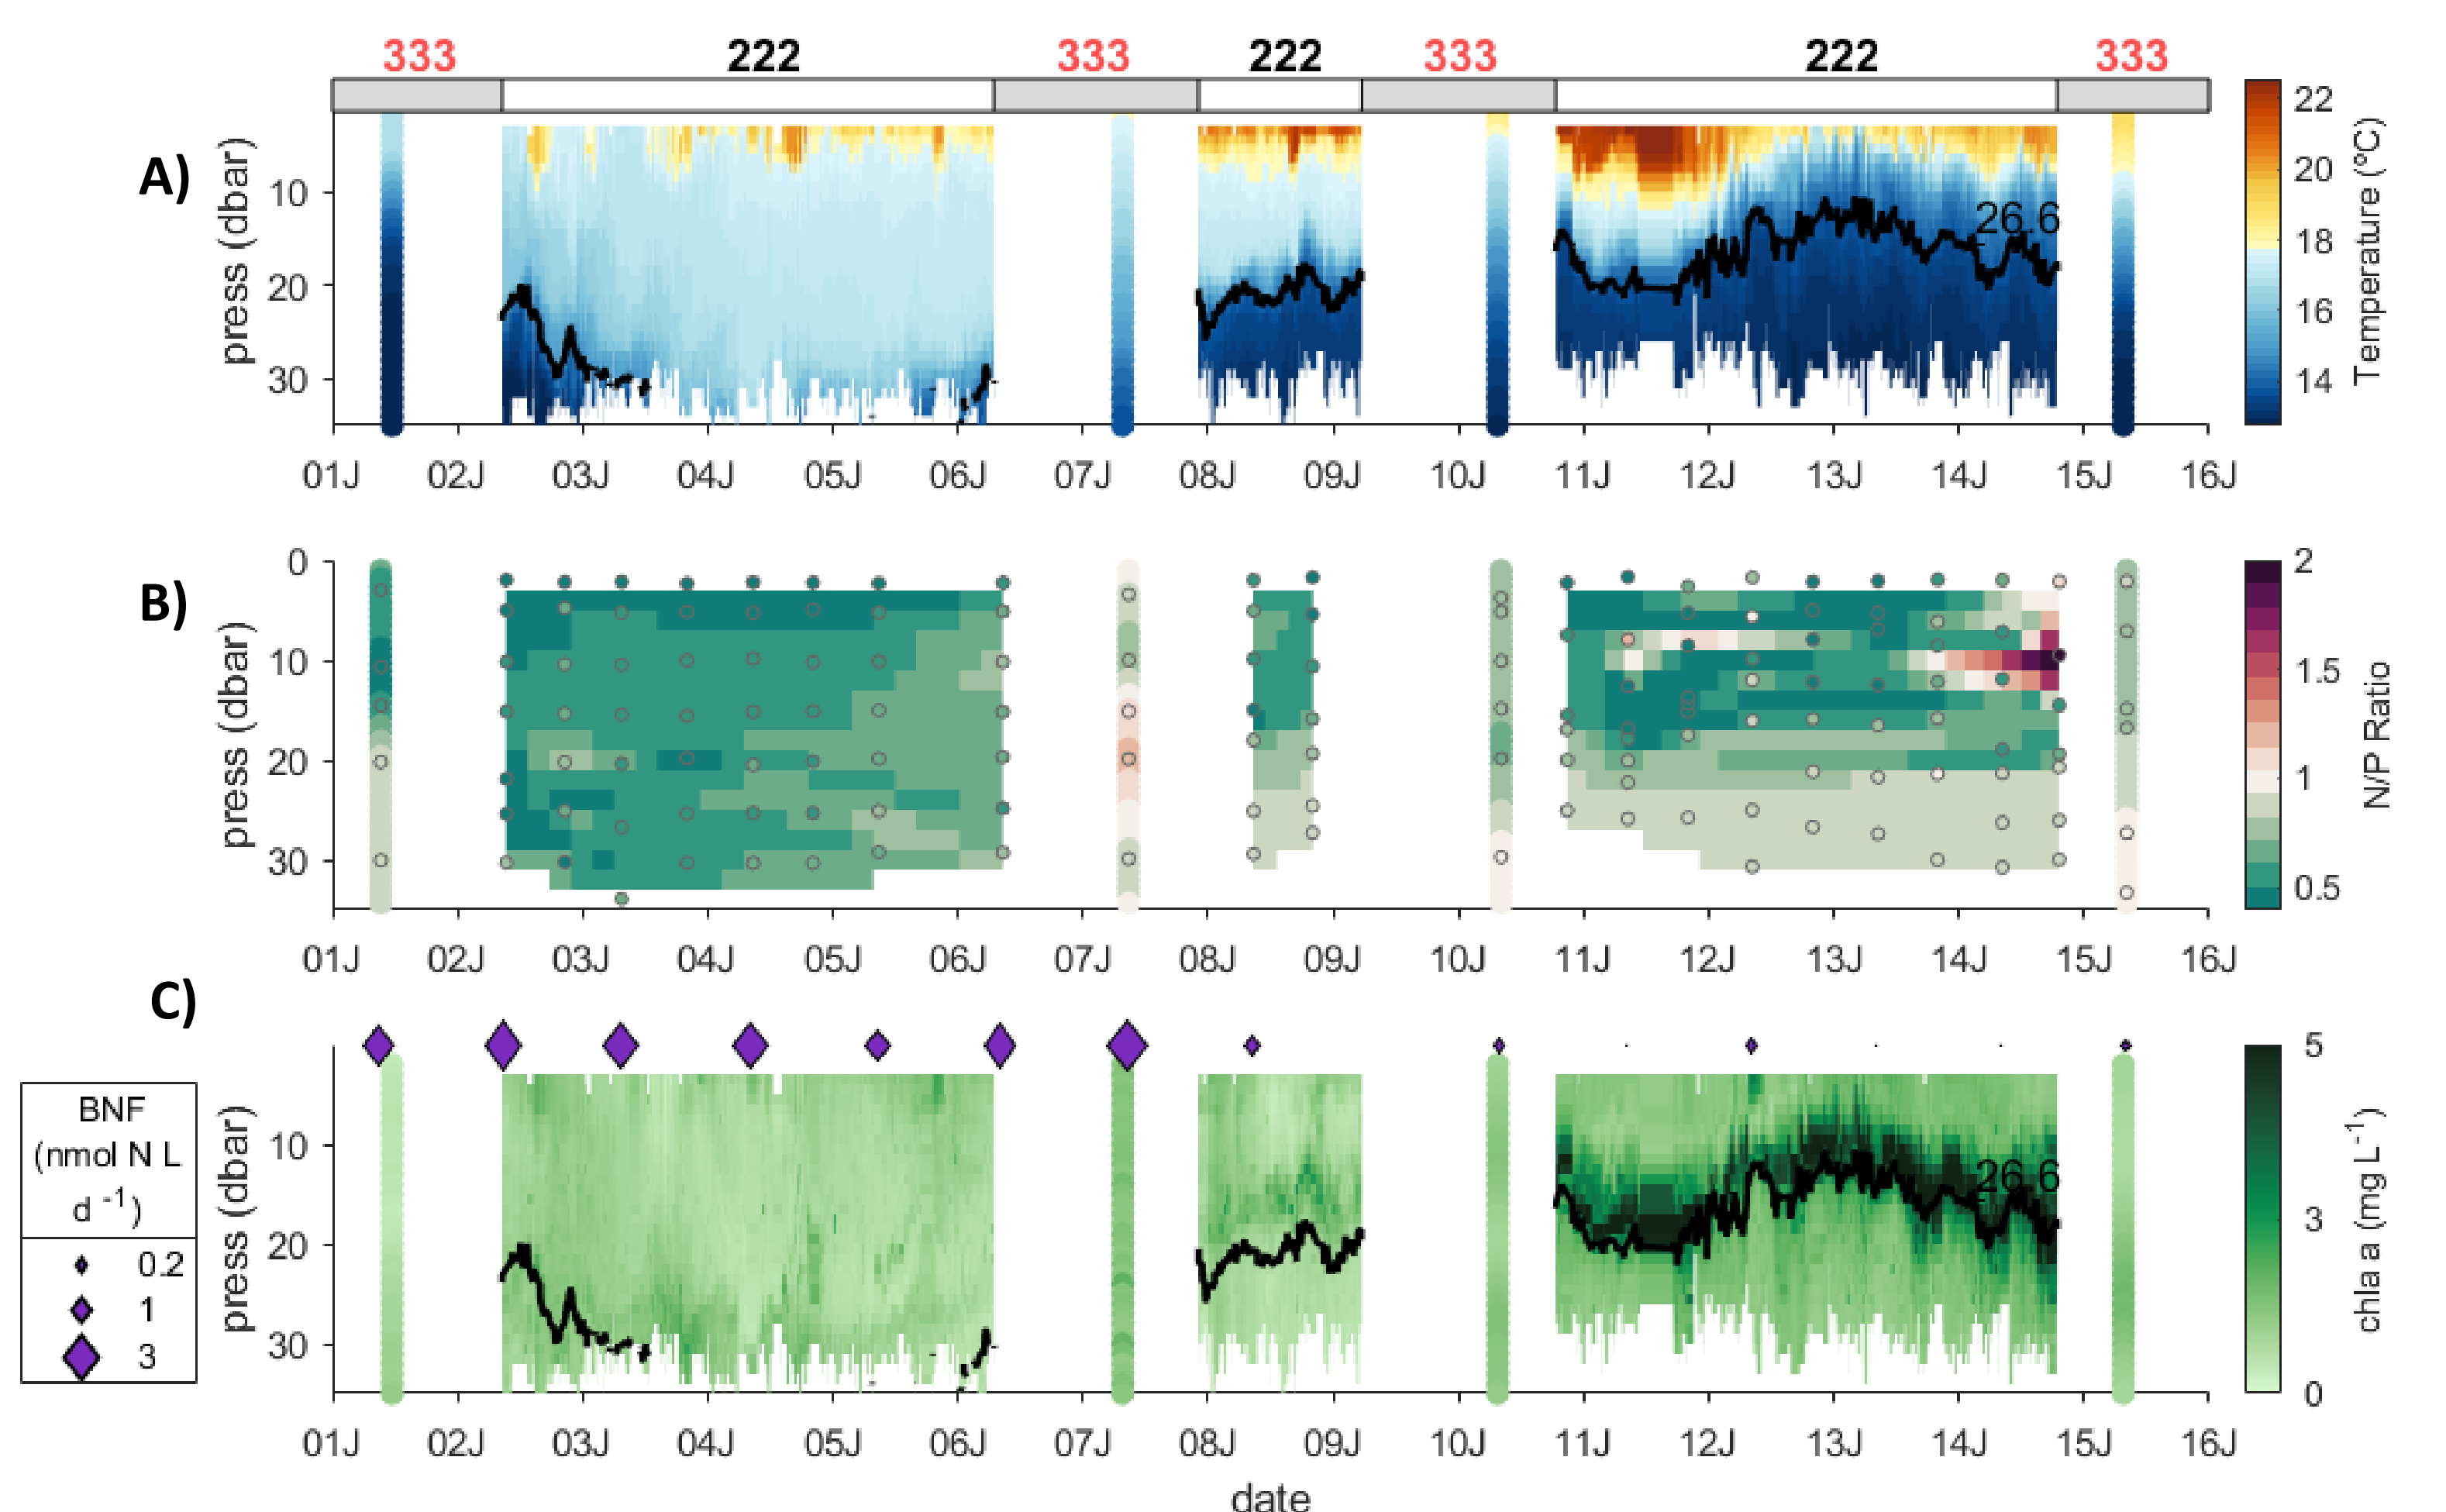 333 222 333 222 333 222 333
A)
press (dbar)
10
20
30
26.6
22
20
18
16
14
Temperature (°C)
01J 02J 03J 04J 05J 06J 07J 08J 09J 10J 11J 12J 13J 14J 15J 16J
B)
press (dbar)
0
10
20
30
2
1.5
1
0.5
N/P Ratio
01J 02J 03J 04J 05J 06J 07J 08J 09J 10J 11J 12J 13J 14J 15J 16J
C)
BNF
(nmol N L
d -1)
0.2
1
3
press (dbar)
10
20
30
26.6
5
3
0
chla a (mg L-1)
01J 02J 03J 04J 05J 06J 07J 08J 09J 10J 11J 12J 13J 14J 15J 16J
date